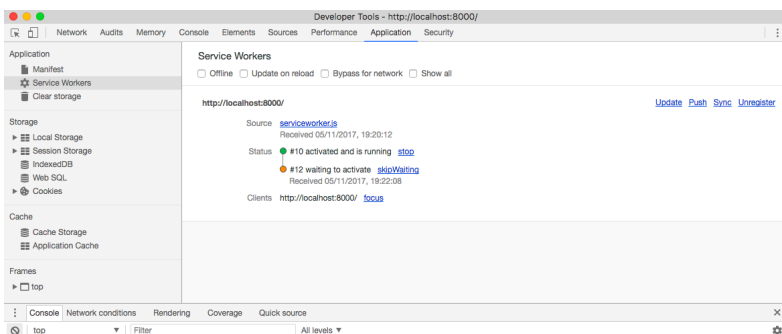 Developer Tools - http://localhost:8000/
Network Audits Memory Console Elements Sources Performance Application Security
Application
Manifest
Service Workers
Clear storage
Storage
Local Storage
Session Storage
IndexedDB
Web SQL
Cookies
Cache
Cache Storage
Application Cache
Frames
top
Service Workers
Offline Update on reload Bypass for network Show all
http://localhost:8000/ Update Push Sync Unregister
Source serviceworker.js
Received 05/11/2017, 19:20:12
Status #10 activated and is running stop
#12 waiting to activate skipWaiting
Received 05/11/2017, 19:22:08
Clients http://localhost:8000/ focus
Console Network conditions Rendering Coverage Quick source
top Filter All levels